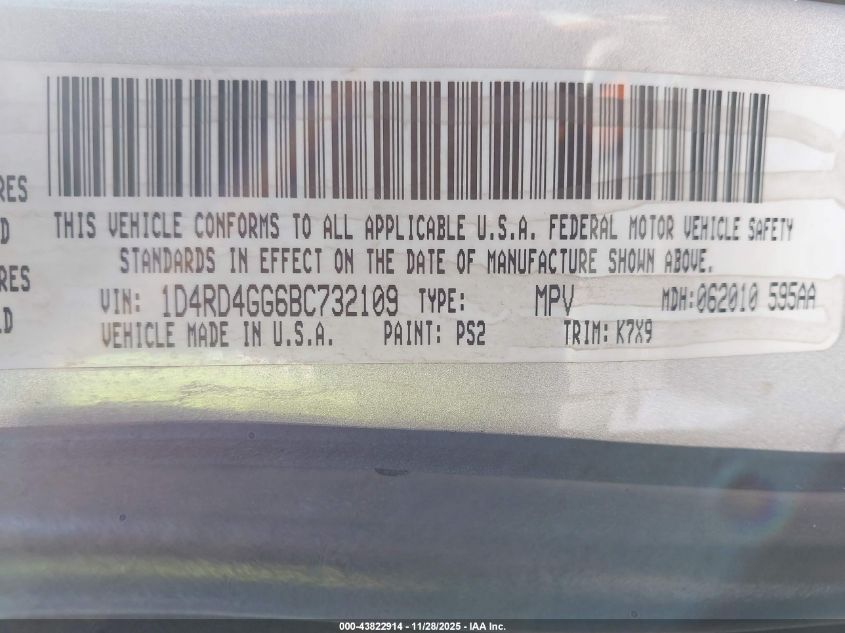 RES
D
RES
LD
THIS VEHICLE CONFORMS TO ALL APPLICABLE U.S.A. FEDERAL MOTOR VEHICLE SAFETY
STANDARDS IN EFFECT ON THE DATE OF MANUFACTURE SHOWN ABOVE.
VIN: 1D4RD4GG6BC732109 TYPE: MPV MDH:062010 595AA
VEHICLE MADE IN U.S.A. PAINT: PS2 TRIM: K7X9
000-43822914 - 11/28/2025 - IAA Inc.